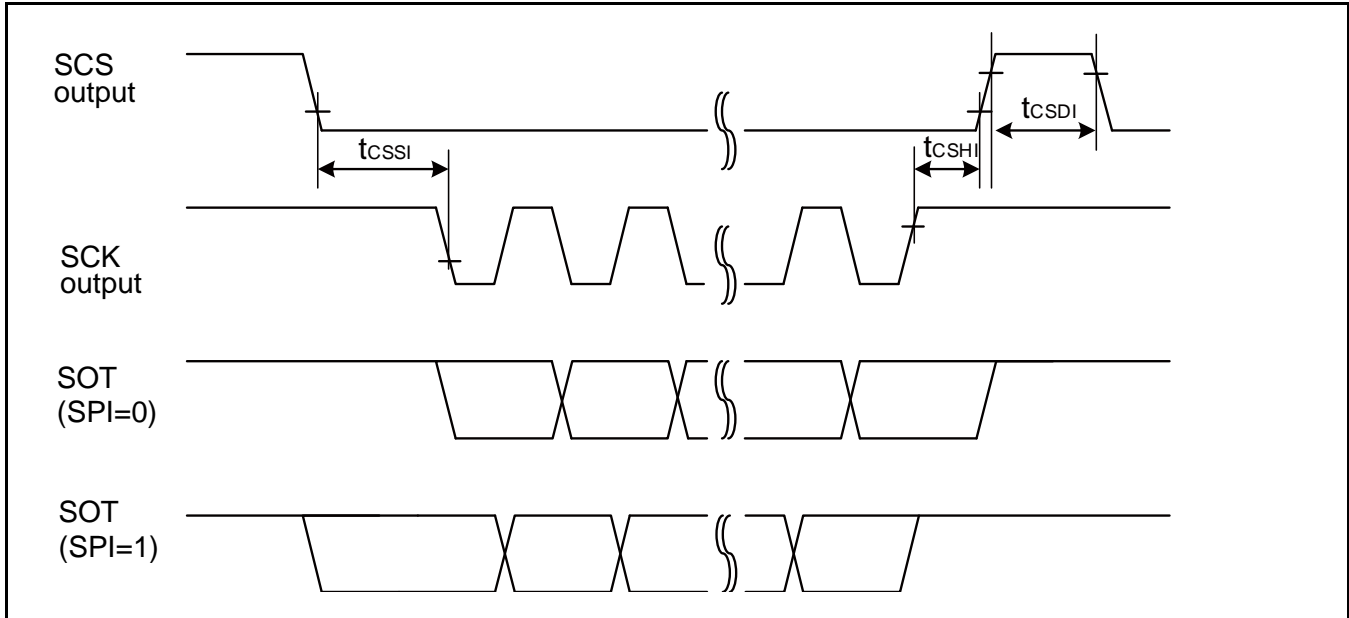 SCS
output
tCSDI
tCSSI
tCSHI
SCK
output
SOT
(SPI=0)
SOT
(SPI=1)